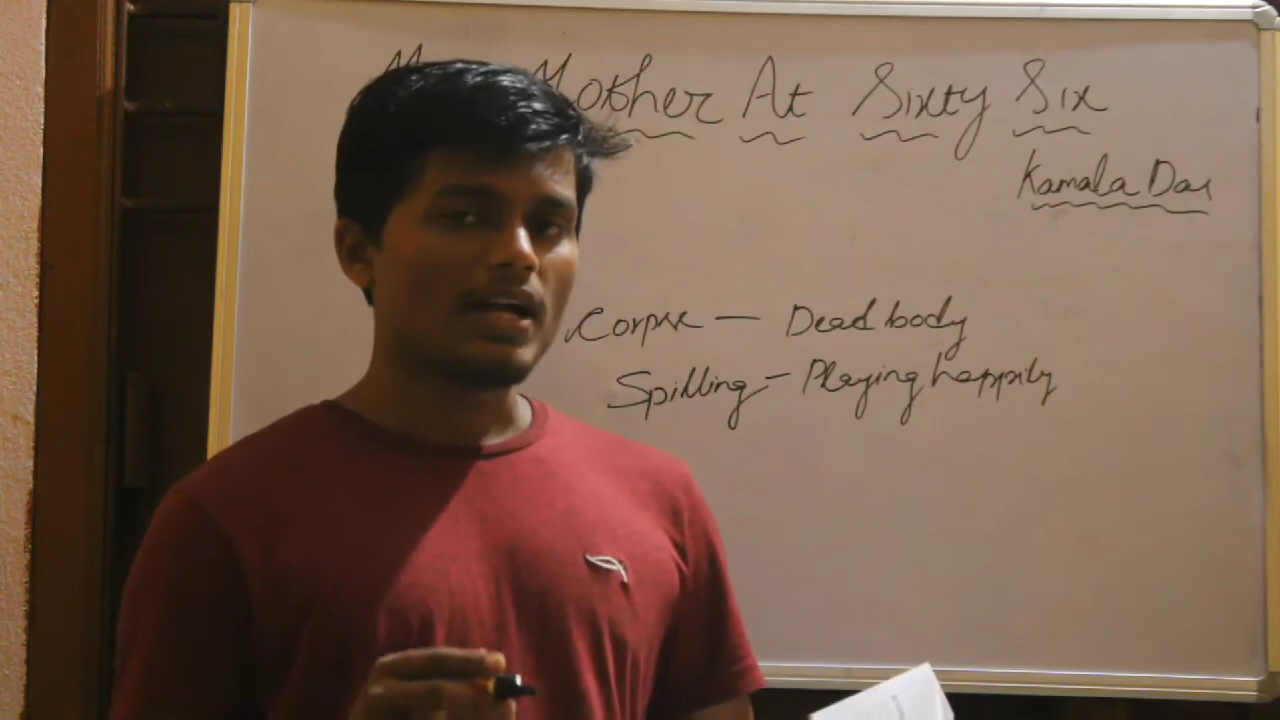 Mother At Sixty Six
Kamala Das
Corpse — Dead body
Spilling - Playing happily